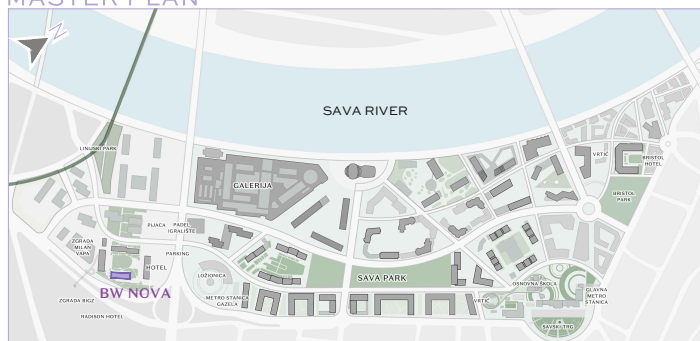 MASTER PLAN
N
SAVA RIVER
LINIJSKI PARK
VRTIĆ
BRISTOL
HOTEL
GALERIJA
BRISTOL
PARK
PIJACA
PADEL
IGRALIŠTE
ZGRADA
MILAN
VAPA
PARKING
HOTEL
LOŽIONICA
SAVA PARK
BW NOVA
METRO STANICA
GAZELA
VRTIĆ
OSNOVNA ŠKOLA
GLAVNA
METRO
STANICA
ZGRADA BIGZ
RADISON HOTEL
SAVSKI TRG